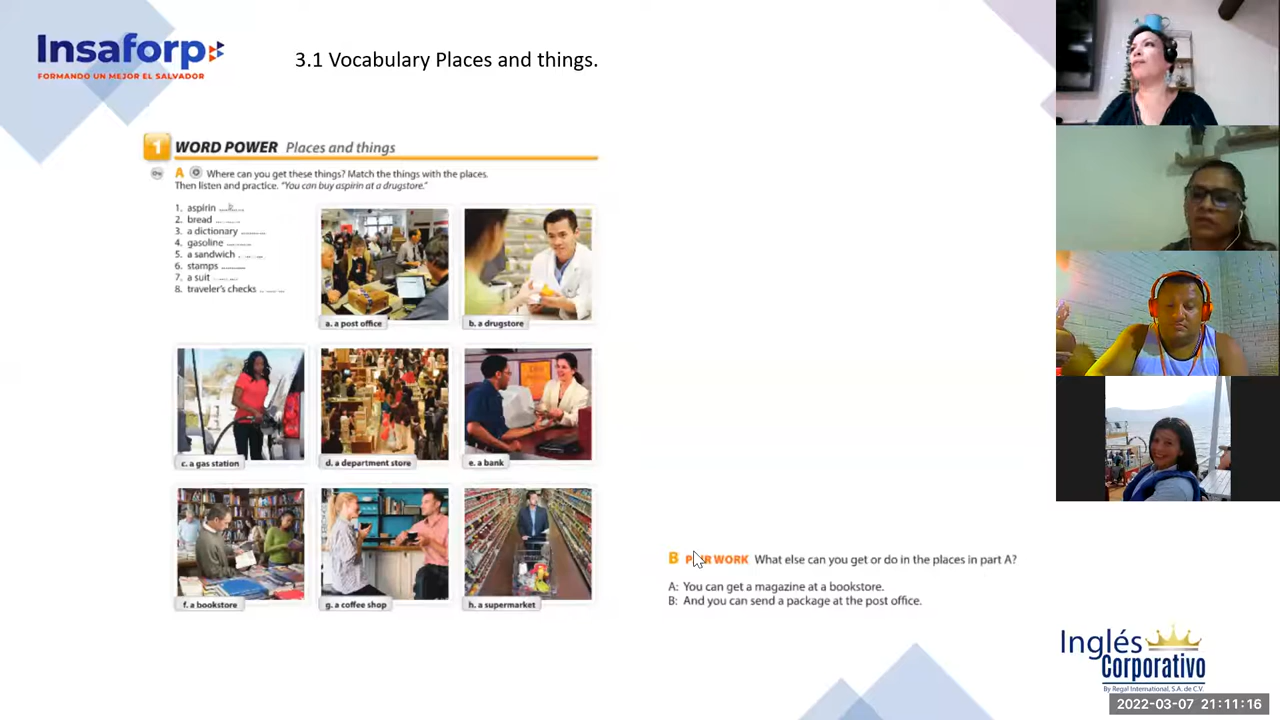 Insaforp
FORMANDO UN MEJOR EL SALVADOR
3.1 Vocabulary Places and things.
1 WORD POWER Places and things
A Where can you get these things? Match the things with the places.
Then listen and practice. "You can buy aspirin at a drugstore."
1. aspirin
2. bread
3. a dictionary
4. gasoline
5. a sandwich
6. stamps
7. a suit
8. traveler's checks
a. a post office
b. a drugstore
c. a gas station
d. a department store
e. a bank
f. a bookstore
g. a coffee shop
h. a supermarket
B PAIR WORK What else can you get or do in the places in part A?
A: You can get a magazine at a bookstore.
B: And you can send a package at the post office.
Inglés
Corporativo
By Regal International, S.A. de C.V.
2022-03-07 21:11:16